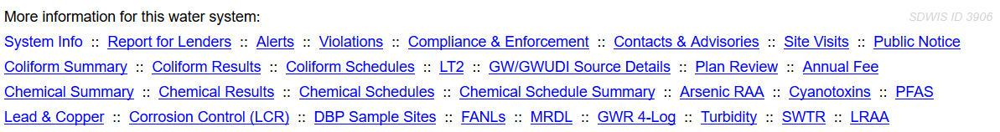 More information for this water system:
SDWIS ID 3906
System Info :: Report for Lenders :: Alerts :: Violations :: Compliance & Enforcement :: Contacts & Advisories :: Site Visits :: Public Notice
Coliform Summary :: Coliform Results :: Coliform Schedules :: LT2 :: GW/GWUDI Source Details :: Plan Review :: Annual Fee
Chemical Summary :: Chemical Results :: Chemical Schedules :: Chemical Schedule Summary :: Arsenic RAA :: Cyanotoxins :: PFAS
Lead & Copper :: Corrosion Control (LCR) :: DBP Sample Sites :: FANLs :: MRDL :: GWR 4-Log :: Turbidity :: SWTR :: LRAA